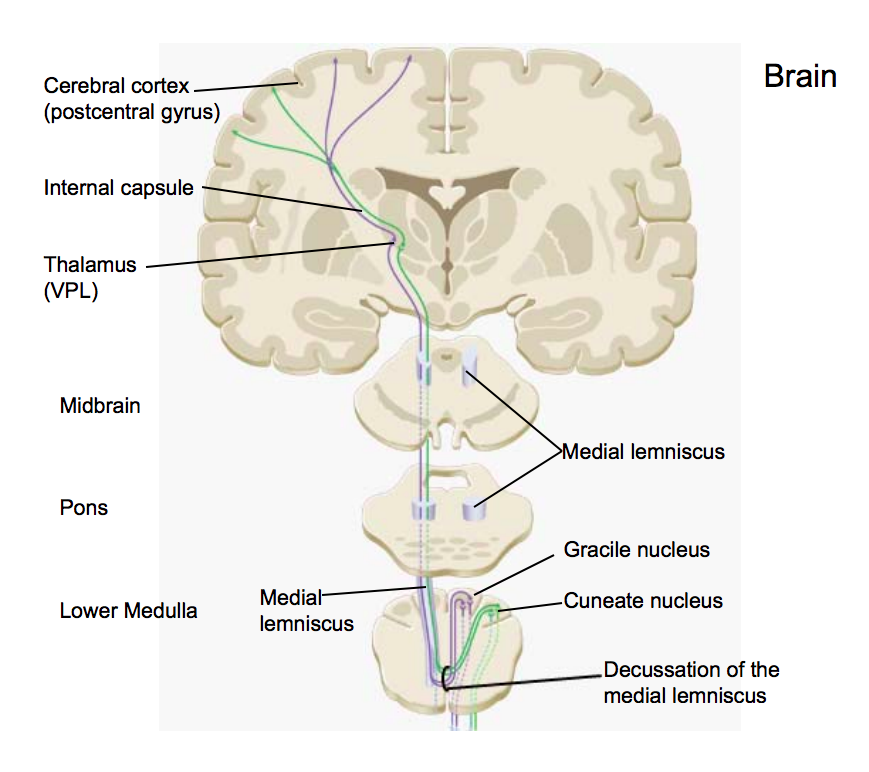 Brain
Cerebral cortex
(postcentral gyrus)
Internal capsule
Thalamus
(VPL)
Midbrain
Medial lemniscus
Pons
Gracile nucleus
Medial
lemniscus
Cuneate nucleus
Lower Medulla
Decussation of the
medial lemniscus